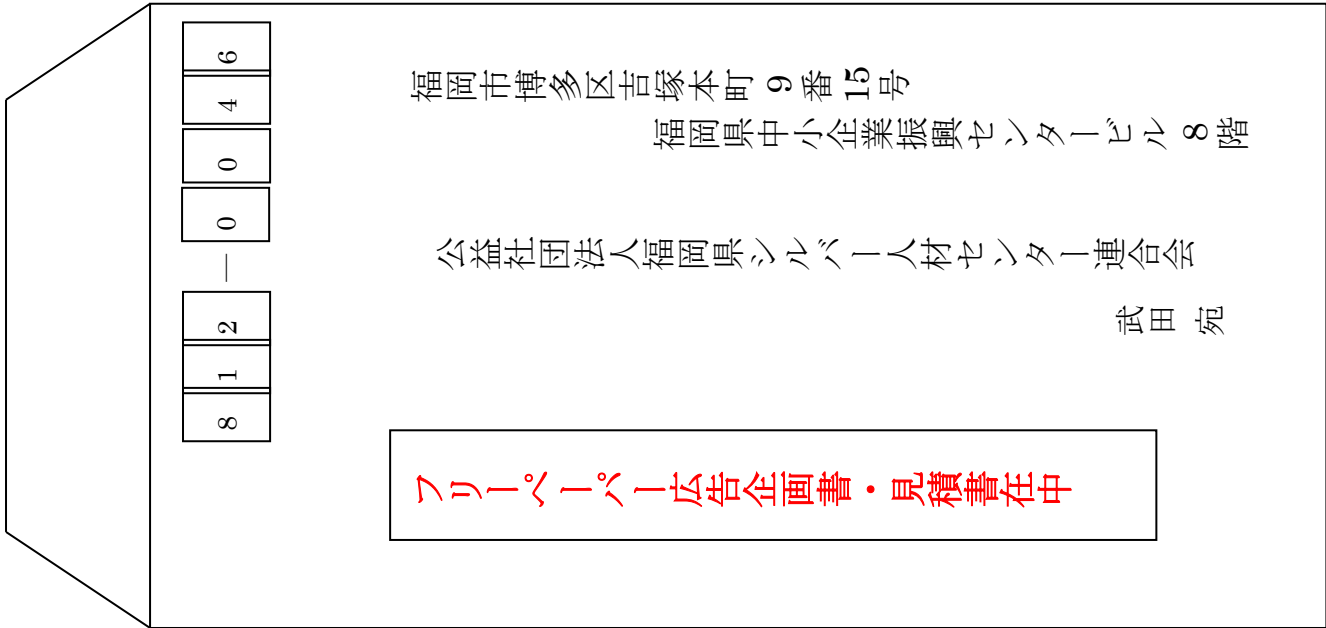 812-0046
福岡市博多区吉塚本町9番15号
福岡県中小企業振興センタービル8階
公益社団法人福岡県シルバー人材センター連合会
武田 宛
フリーペーパー広告企画書・見積書在中